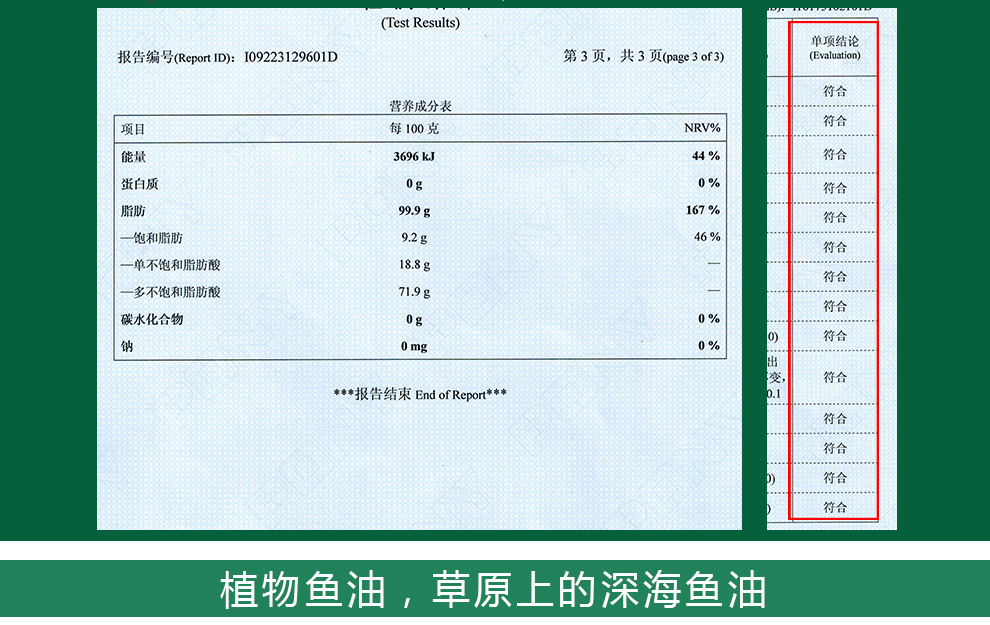 (Test Results)
报告编号(Report ID)：I09223129601D
第 3 页，共 3 页(page 3 of 3)
营养成分表
项目 每 100 克 NRV%
能量 3696 kJ 44 %
蛋白质 0 g 0 %
脂肪 99.9 g 167 %
—饱和脂肪 9.2 g 46 %
—单不饱和脂肪酸 18.8 g —
—多不饱和脂肪酸 71.9 g —
碳水化合物 0 g 0 %
钠 0 mg 0 %
***报告结束 End of Report***
单项结论
(Evaluation)
符合
符合
符合
符合
符合
符合
符合
符合
0) 符合
出
变,
0.1
符合
符合
符合
0) 符合
) 符合
植物鱼油，草原上的深海鱼油